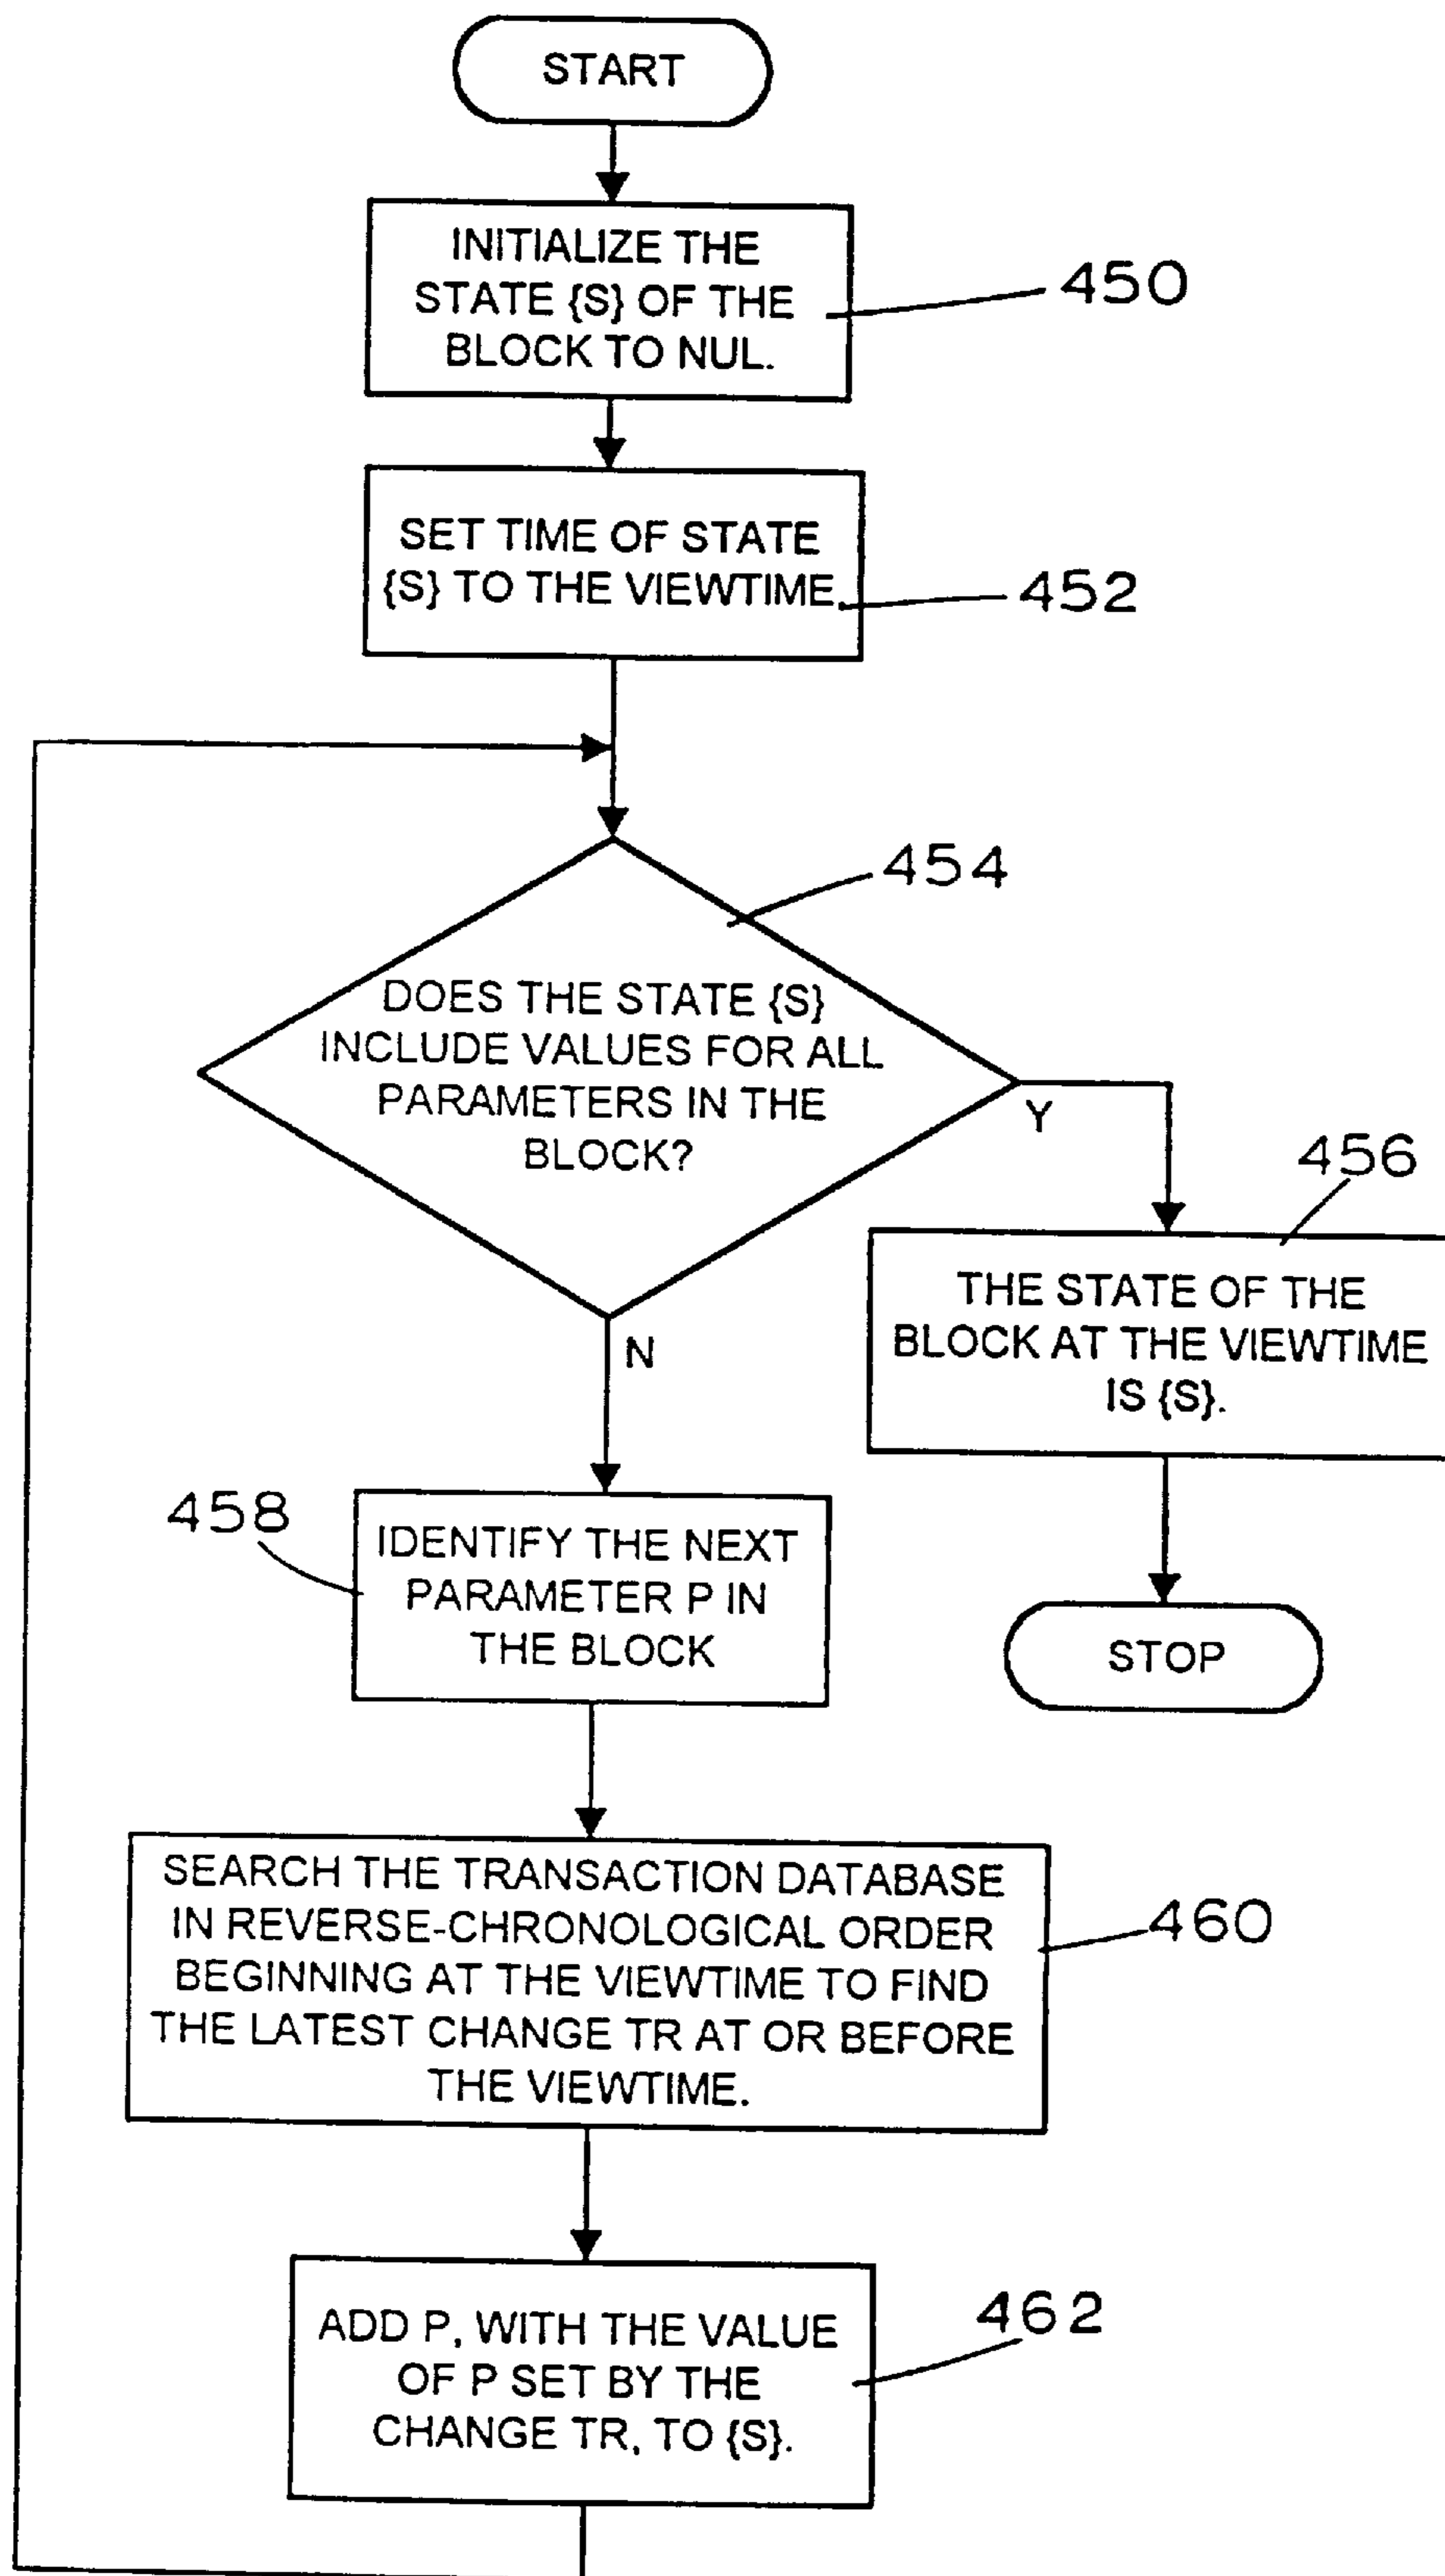 START
INITIALIZE THE
STATE {S} OF THE
BLOCK TO NUL.
450
SET TIME OF STATE
{S} TO THE VIEWTIME.
452
454
DOES THE STATE {S}
INCLUDE VALUES FOR ALL
PARAMETERS IN THE
BLOCK?
Y
N
456
THE STATE OF THE
BLOCK AT THE VIEWTIME
IS {S}.
458
IDENTIFY THE NEXT
PARAMETER P IN
THE BLOCK
STOP
SEARCH THE TRANSACTION DATABASE
IN REVERSE-CHRONOLOGICAL ORDER
BEGINNING AT THE VIEWTIME TO FIND
THE LATEST CHANGE TR AT OR BEFORE
THE VIEWTIME.
460
ADD P, WITH THE VALUE
OF P SET BY THE
CHANGE TR, TO {S}.
462